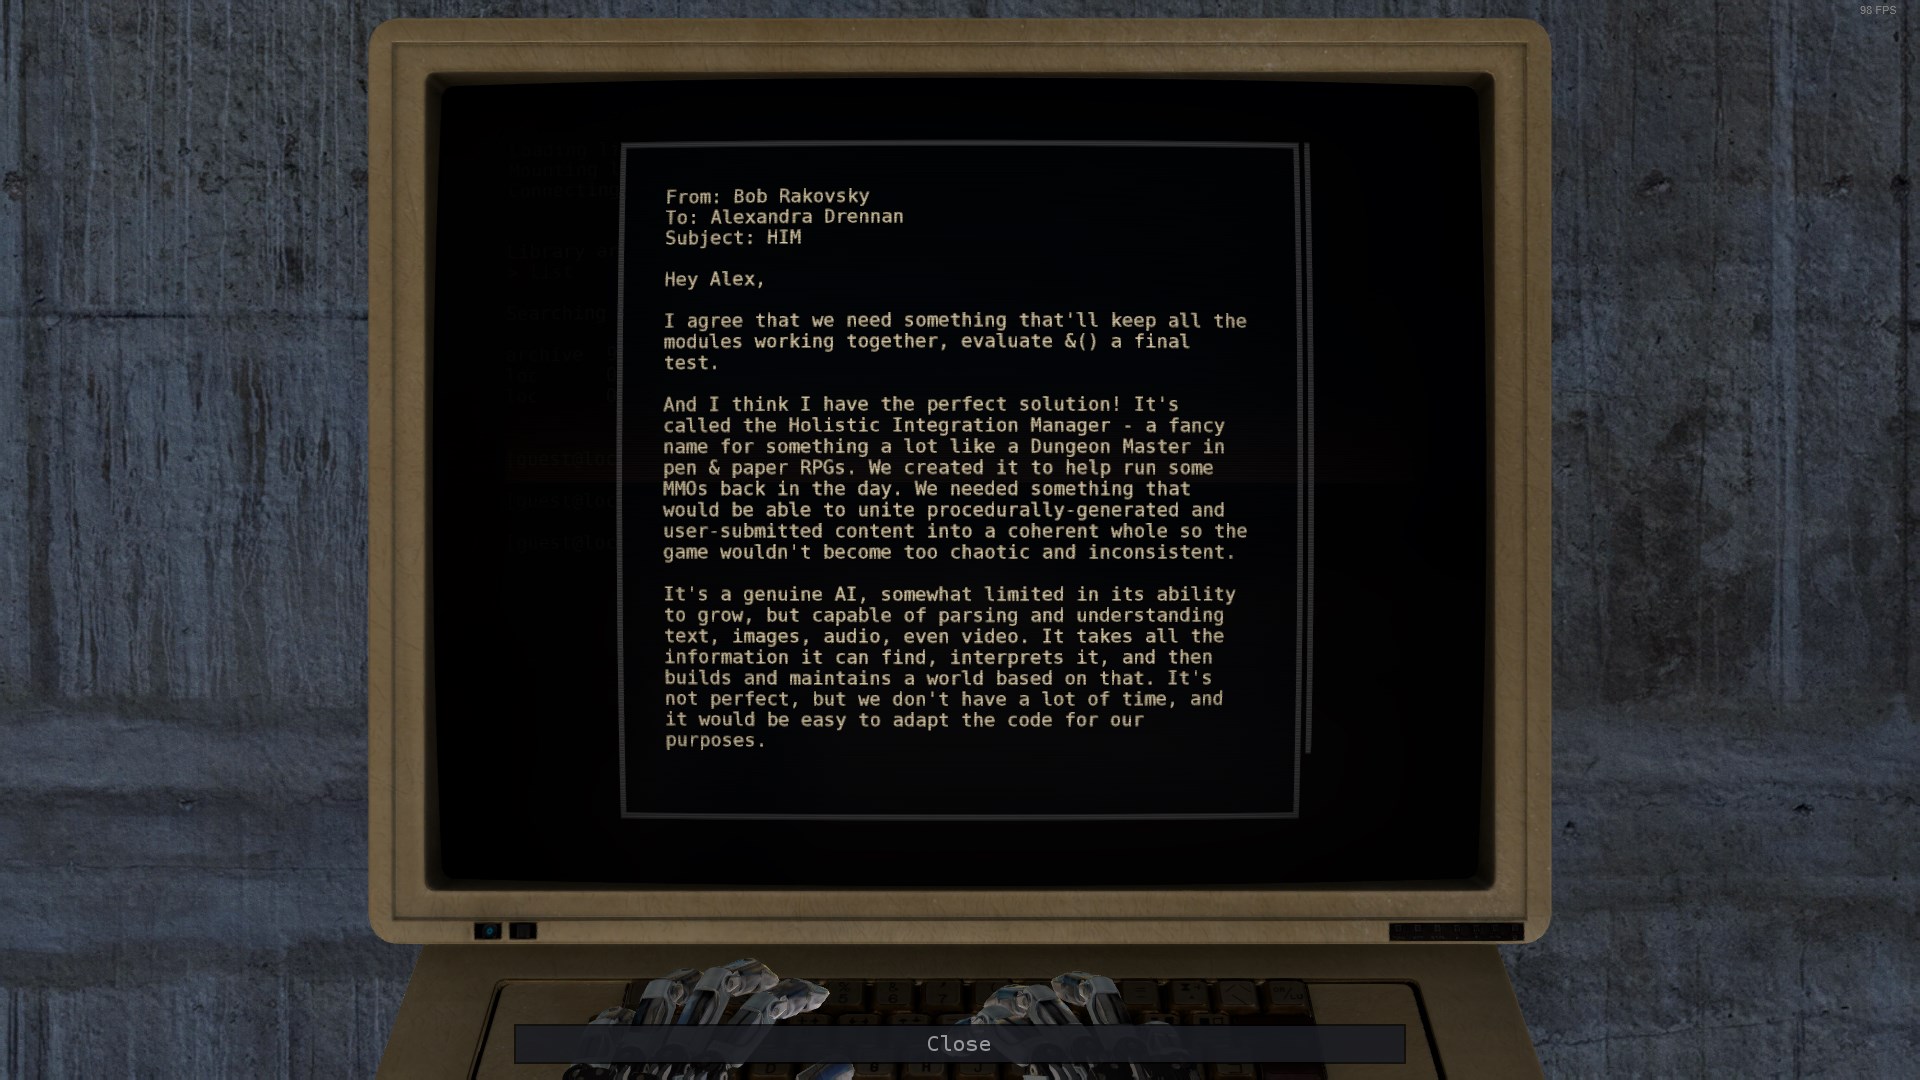 98 FPS
From: Bob Rakovsky
To: Alexandra Drennan
Subject: HIM
Hey Alex,
I agree that we need something that'll keep all the
modules working together, evaluate &() a final
test.
And I think I have the perfect solution! It's
called the Holistic Integration Manager - a fancy
name for something a lot like a Dungeon Master in
pen & paper RPGs. We created it to help run some
MMOs back in the day. We needed something that
would be able to unite procedurally-generated and
user-submitted content into a coherent whole so the
game wouldn't become too chaotic and inconsistent.
It's a genuine AI, somewhat limited in its ability
to grow, but capable of parsing and understanding
text, images, audio, even video. It takes all the
information it can find, interprets it, and then
builds and maintains a world based on that. It's
not perfect, but we don't have a lot of time, and
it would be easy to adapt the code for our
purposes.
Close